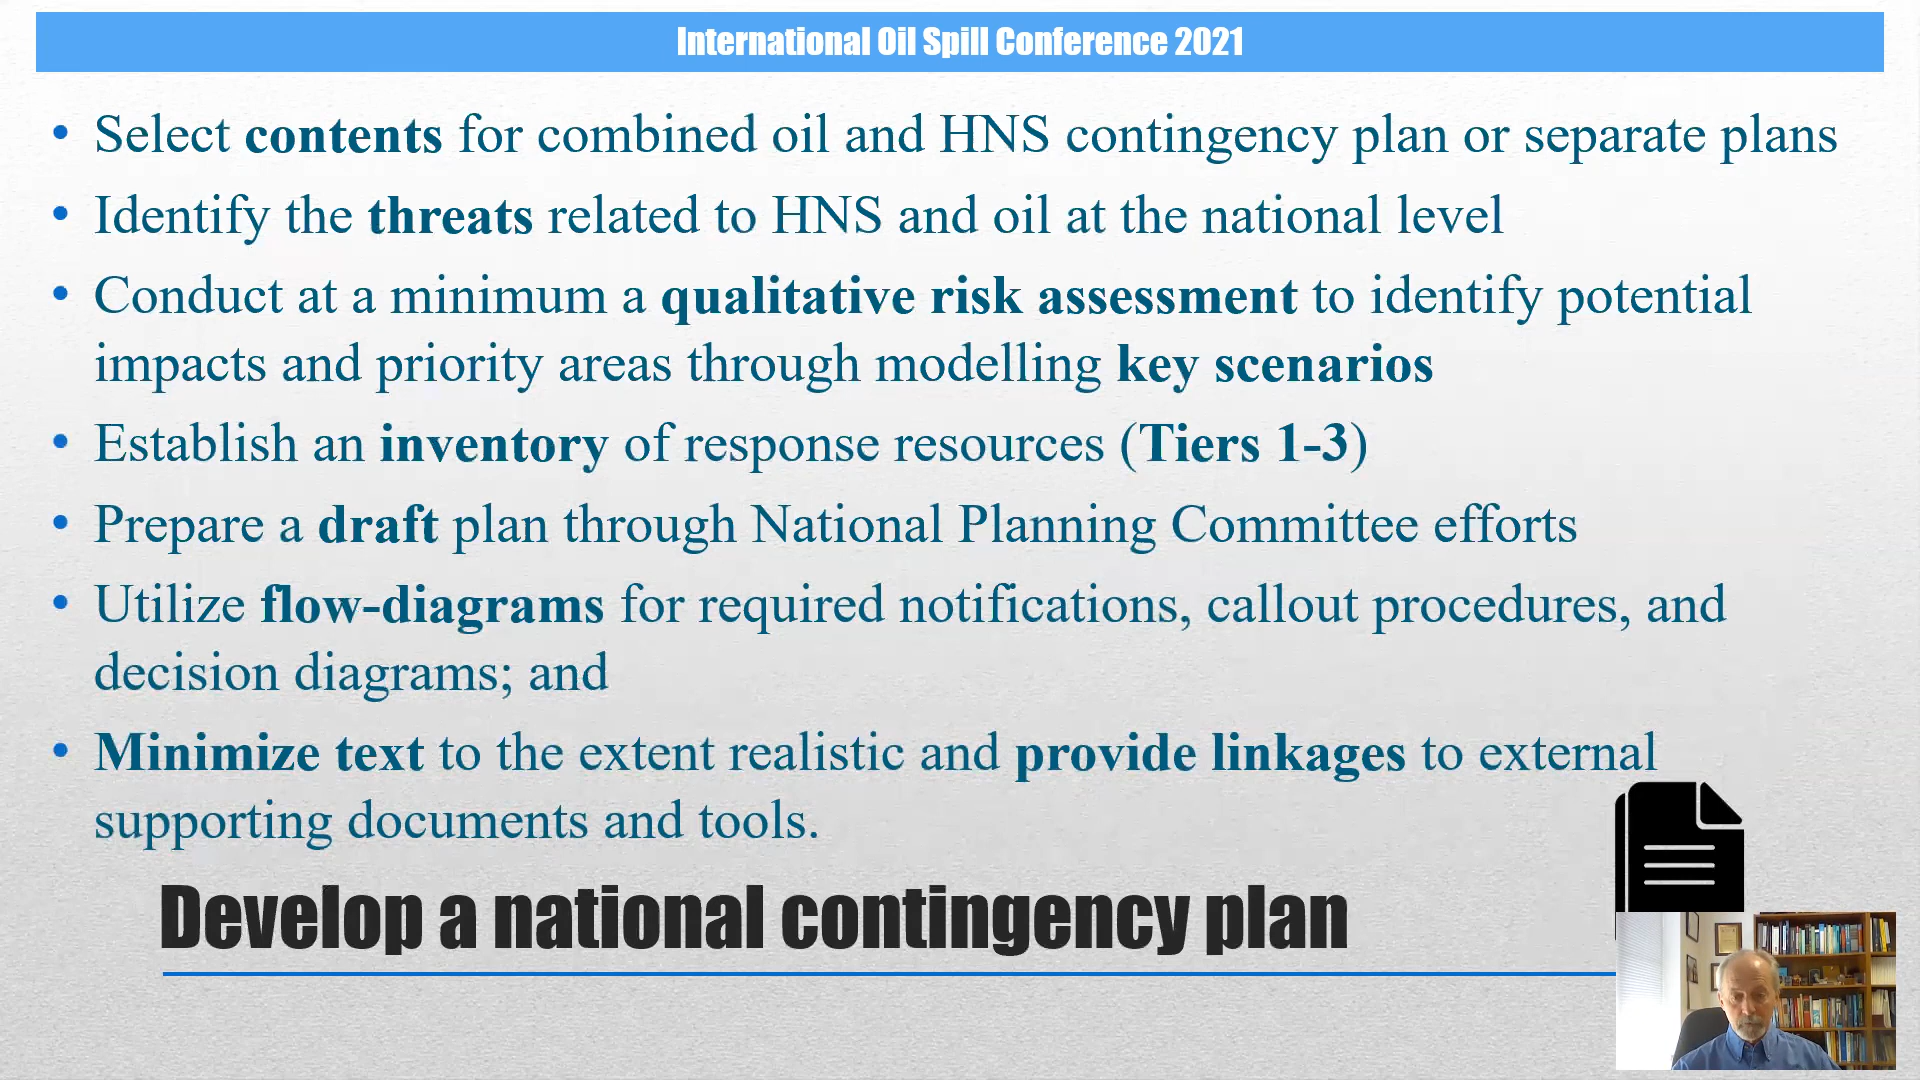 International Oil Spill Conference 2021
• Select contents for combined oil and HNS contingency plan or separate plans
• Identify the threats related to HNS and oil at the national level
• Conduct at a minimum a qualitative risk assessment to identify potential
impacts and priority areas through modelling key scenarios
• Establish an inventory of response resources (Tiers 1-3)
• Prepare a draft plan through National Planning Committee efforts
• Utilize flow-diagrams for required notifications, callout procedures, and
decision diagrams; and
• Minimize text to the extent realistic and provide linkages to external
supporting documents and tools.
Develop a national contingency plan